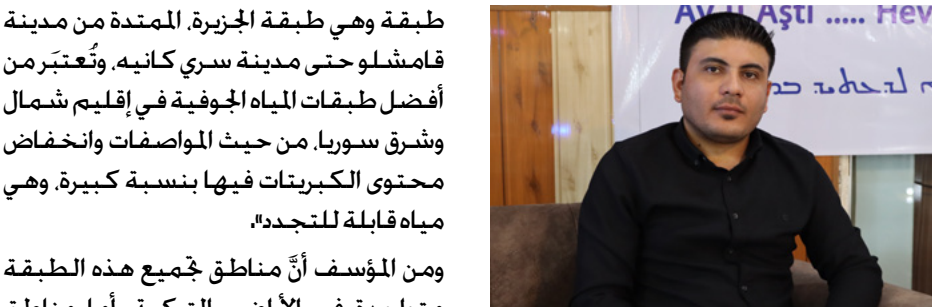 طبقة وهي طبقة الجزيرة، الممتدة من مدينة
قامشلو حتى مدينة سري كانيه، وتُعتبَر من
أفضل طبقات المياه الجوفية في إقليم شمال
وشرق سوريا، من حيث المواصفات وانخفاض
محتوى الكبريتات فيها بنسبة كبيرة، وهي
مياه قابلة للتجدد".
ومن المؤسف أنَّ مناطق تجميع هذه الطبقة
Av û Aştî ..... Hev